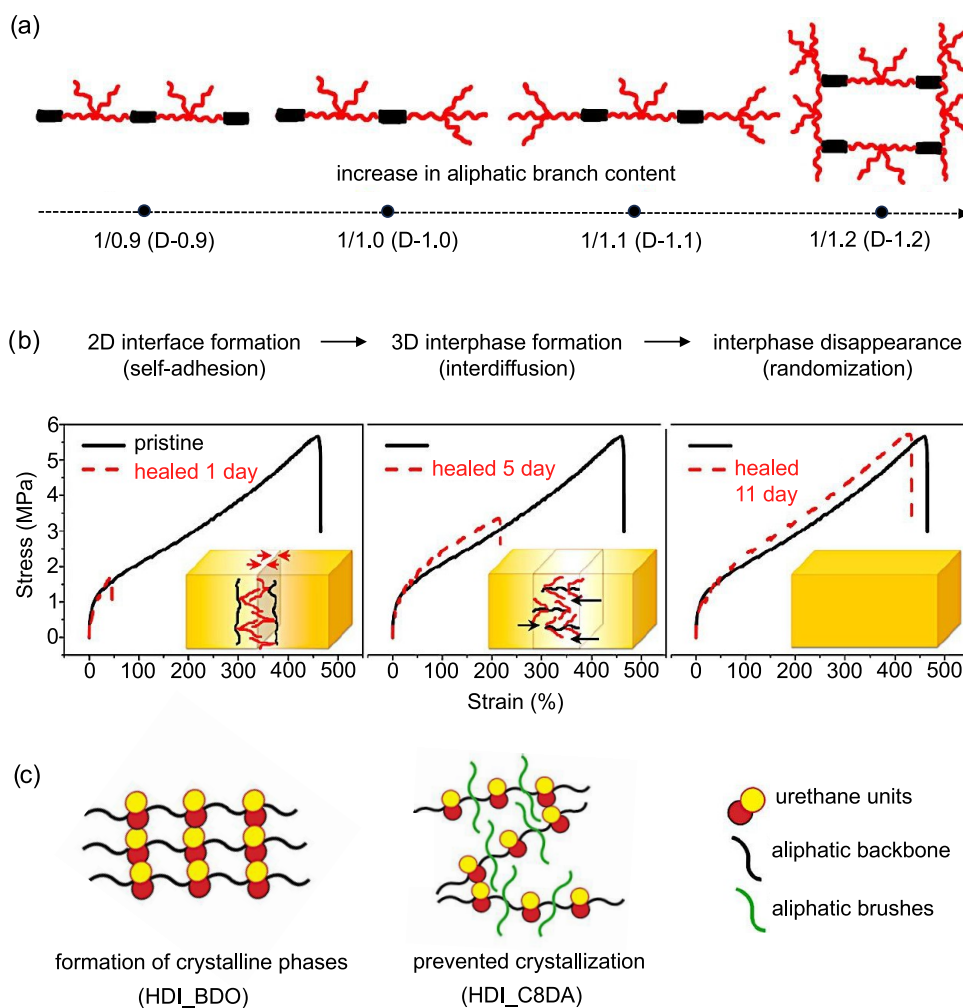 (a)
increase in aliphatic branch content
1/0.9 (D-0.9)
1/1.0 (D-1.0)
1/1.1 (D-1.1)
1/1.2 (D-1.2)
(b)
2D interface formation
(self-adhesion)
3D interphase formation
(interdiffusion)
interphase disappearance
(randomization)
Stress (MPa)
6
5
4
3
2
1
0
pristine
healed 1 day
0 100 200 300 400 500
healed 5 day
0 100 200 300 400 500
healed
11 day
0 100 200 300 400 500
Strain (%)
(c)
formation of crystalline phases
(HDI_BDO)
prevented crystallization
(HDI_C8DA)
urethane units
aliphatic backbone
aliphatic brushes